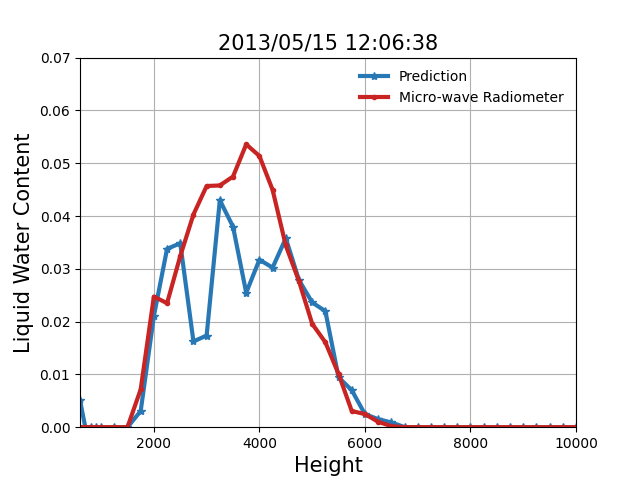 2013/05/15 12:06:38
0.07
0.06
0.05
0.04
0.03
0.02
0.01
0.00
Liquid Water Content
Prediction
Micro-wave Radiometer
2000 4000 6000 8000 10000
Height